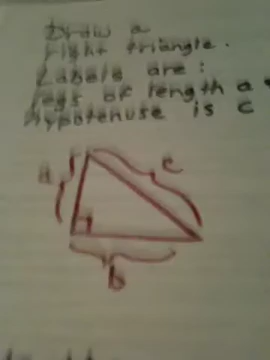 Draw a
right triangle.
Labels are:
legs of length a
Hypotenuse is c
a
c
b